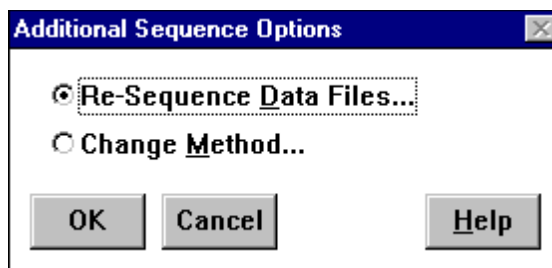 Additional Sequence Options
Re-Sequence Data Files...
Change Method...
OK Cancel Help